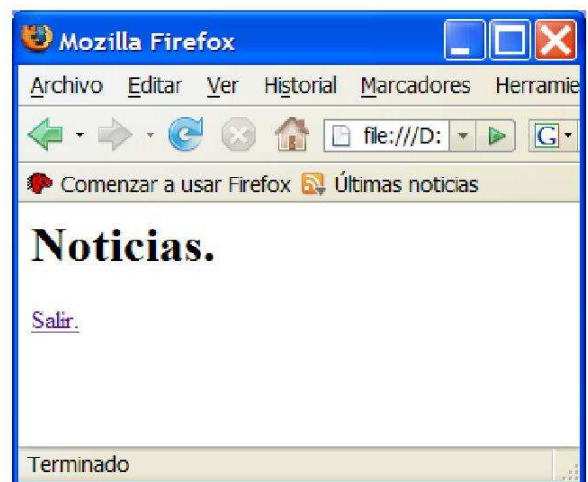 Mozilla Firefox
Archivo Editar Ver Historial Marcadores Herramie
file:///D: G
Comenzar a usar Firefox Últimas noticias
Noticias.
Salir.
Terminado